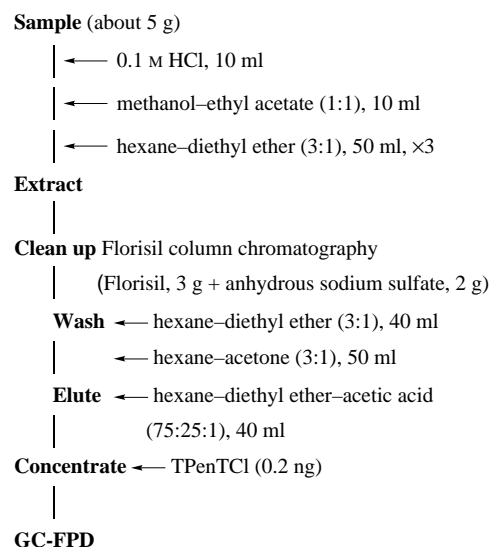 Sample (about 5 g)
0.1 M HCl, 10 ml
methanol–ethyl acetate (1:1), 10 ml
hexane–diethyl ether (3:1), 50 ml, ×3
Extract
Clean up Florisil column chromatography
(Florisil, 3 g + anhydrous sodium sulfate, 2 g)
Wash hexane–diethyl ether (3:1), 40 ml
hexane–acetone (3:1), 50 ml
Elute hexane–diethyl ether–acetic acid
(75:25:1), 40 ml
Concentrate TPenTCl (0.2 ng)
GC-FPD